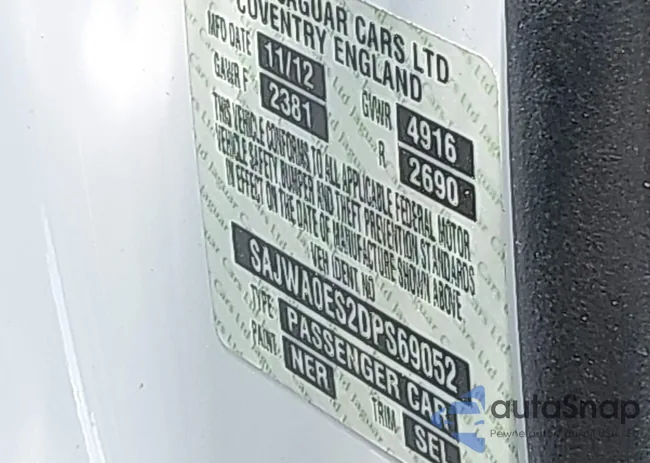 JAGUAR CARS LTD
COVENTRY ENGLAND
MFD DATE 11/12 GVWR 4916
GAWR F 2381 R 2690
THIS VEHICLE CONFORMS TO ALL APPLICABLE FEDERAL MOTOR
VEHICLE SAFETY BUMPER AND THEFT PREVENTION STANDARDS
IN EFFECT ON THE DATE OF MANUFACTURE SHOWN ABOVE
VEH IDENT NO
SAJWA0ES2DPS69052
TYPE: PASSENGER CAR
PAINT: NER TRIM: SEL
autoSnap